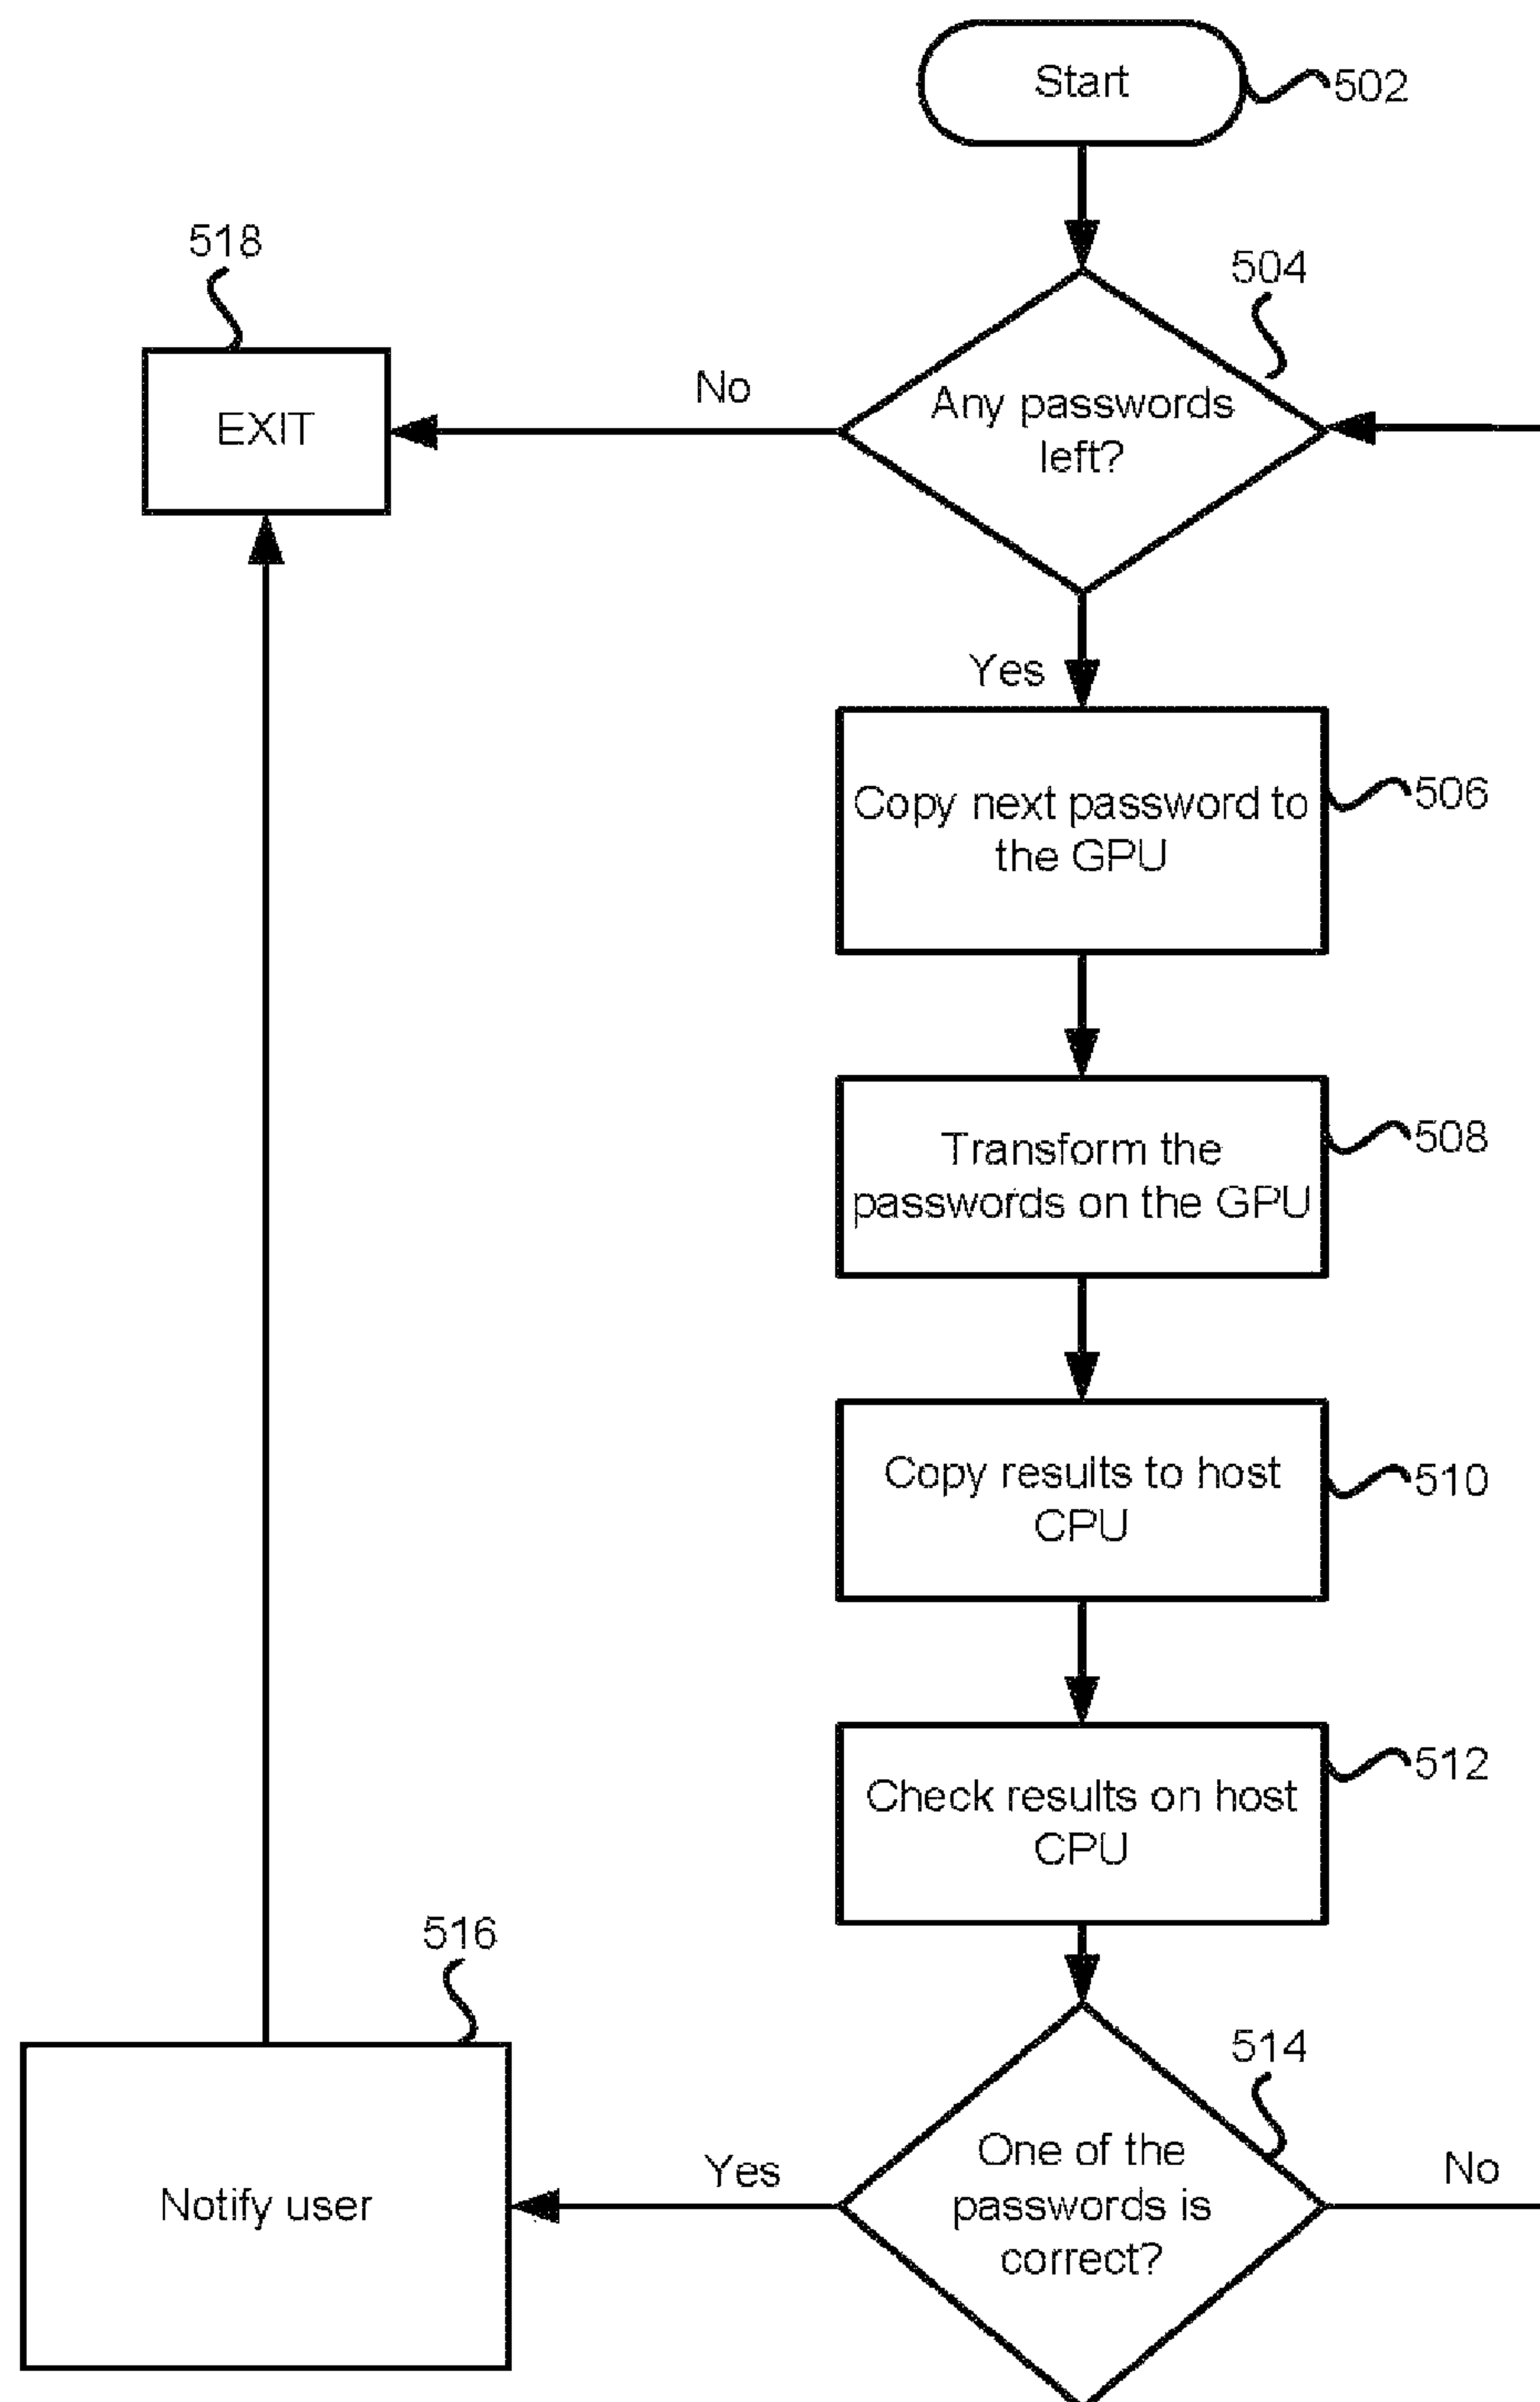 Start
502
518
504
EXIT
No
Any passwords
left?
Yes
Copy next password to
the GPU
506
Transform the
passwords on the GPU
508
Copy results to host
CPU
510
Check results on host
CPU
512
516
514
Notify user
Yes
One of the
passwords is
correct?
No